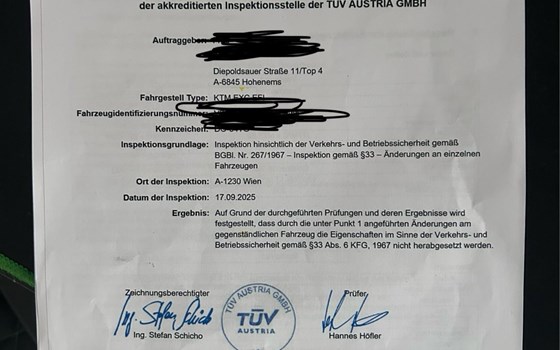 der akkreditierten Inspektionsstelle der TÜV AUSTRIA GMBH
Auftraggeber
Diepoldsauer Straße 11/Top 4
A-6845 Hohenems
Fahrgestell Type: KTM EXC EFI
Fahrzeugidentifizierungsnummer
Kennzeichen:
Inspektionsgrundlage: Inspektion hinsichtlich der Verkehrs- und Betriebssicherheit gemäß
BGBl. Nr. 267/1967 – Inspektion gemäß §33 – Änderungen an einzelnen
Fahrzeugen
Ort der Inspektion: A-1230 Wien
Datum der Inspektion: 17.09.2025
Ergebnis: Auf Grund der durchgeführten Prüfungen und deren Ergebnisse wird
festgestellt, dass durch die unter Punkt 1 angeführten Änderungen am
gegenständlichen Fahrzeug die Eigenschaften im Sinne der Verkehrs- und
Betriebssicherheit gemäß §33 Abs. 6 KFG, 1967 nicht herabgesetzt werden.
Zeichnungsberechtigter
Prüfer
TÜV AUSTRIA GMBH
TÜV
AUSTRIA
Ing. Stefan Schicho
Hannes Höfler